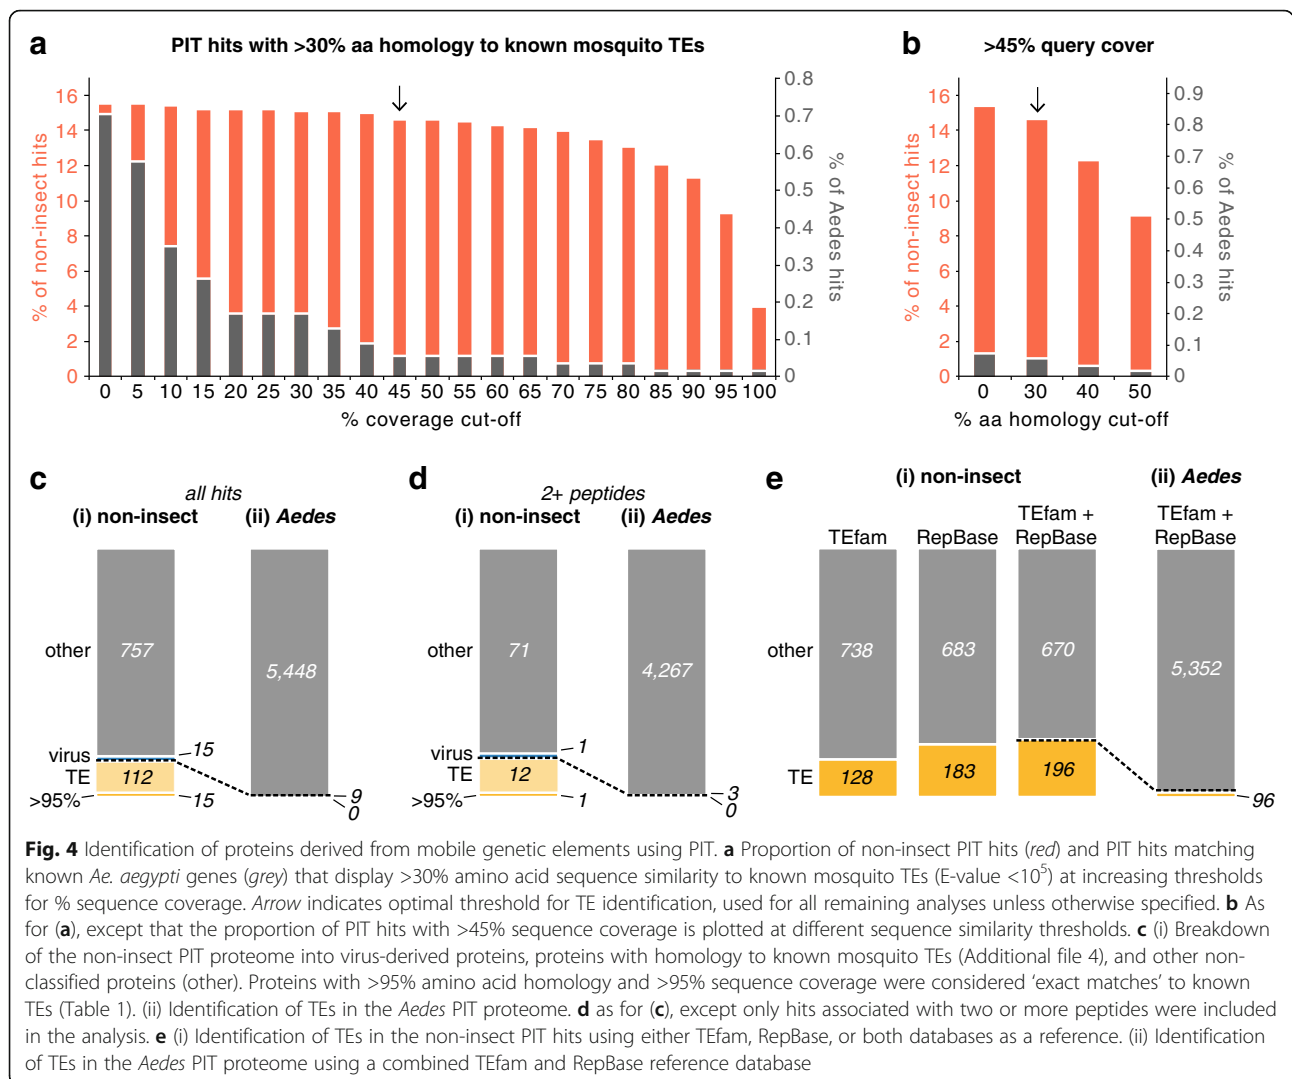 a
PIT hits with >30% aa homology to known mosquito TEs
b
>45% query cover
% of non-insect hits
16
14
12
10
8
6
4
2
0
0.8
0.7
0.6
0.5
0.4
0.3
0.2
0.1
0
% of Aedes hits
0 5 10 15 20 25 30 35 40 45 50 55 60 65 70 75 80 85 90 95 100
% coverage cut-off
% of non-insect hits
16
14
12
10
8
6
4
2
0
0.9
0.8
0.7
0.6
0.5
0.4
0.3
0.2
0.1
0
% of Aedes hits
0 30 40 50
% aa homology cut-off
c
all hits
(i) non-insect (ii) Aedes
other
757
5,448
virus
15
TE
112
>95%
15
9
0
d
2+ peptides
(i) non-insect (ii) Aedes
other
71
4,267
virus
1
TE
12
>95%
1
3
0
e
(i) non-insect
(ii) Aedes
TEfam
RepBase
TEfam +
RepBase
TEfam +
RepBase
other
738
683
670
5,352
TE
128
183
196
96
Fig. 4 Identification of proteins derived from mobile genetic elements using PIT. a Proportion of non-insect PIT hits (red) and PIT hits matching
known Ae. aegypti genes (grey) that display >30% amino acid sequence similarity to known mosquito TEs (E-value <10⁵) at increasing thresholds
for % sequence coverage. Arrow indicates optimal threshold for TE identification, used for all remaining analyses unless otherwise specified. b As
for (a), except that the proportion of PIT hits with >45% sequence coverage is plotted at different sequence similarity thresholds. c (i) Breakdown
of the non-insect PIT proteome into virus-derived proteins, proteins with homology to known mosquito TEs (Additional file 4), and other non-
classified proteins (other). Proteins with >95% amino acid homology and >95% sequence coverage were considered 'exact matches' to known
TEs (Table 1). (ii) Identification of TEs in the Aedes PIT proteome. d as for (c), except only hits associated with two or more peptides were included
in the analysis. e (i) Identification of TEs in the non-insect PIT hits using either TEfam, RepBase, or both databases as a reference. (ii) Identification
of TEs in the Aedes PIT proteome using a combined TEfam and RepBase reference database